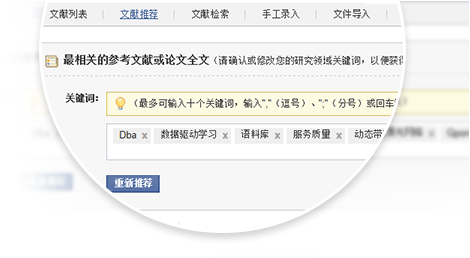 文献列表 文献推荐 文献检索 手工录入 文件导入
最相关的参考文献或论文全文（请确认或修改您的研究领域关键词，以便获得
关键词： （最多可输入十个关键词，输入","（逗号）、";"（分号）或回车
Dba x 数据驱动学习 x 语料库 x 服务质量 x 动态带
重新推荐